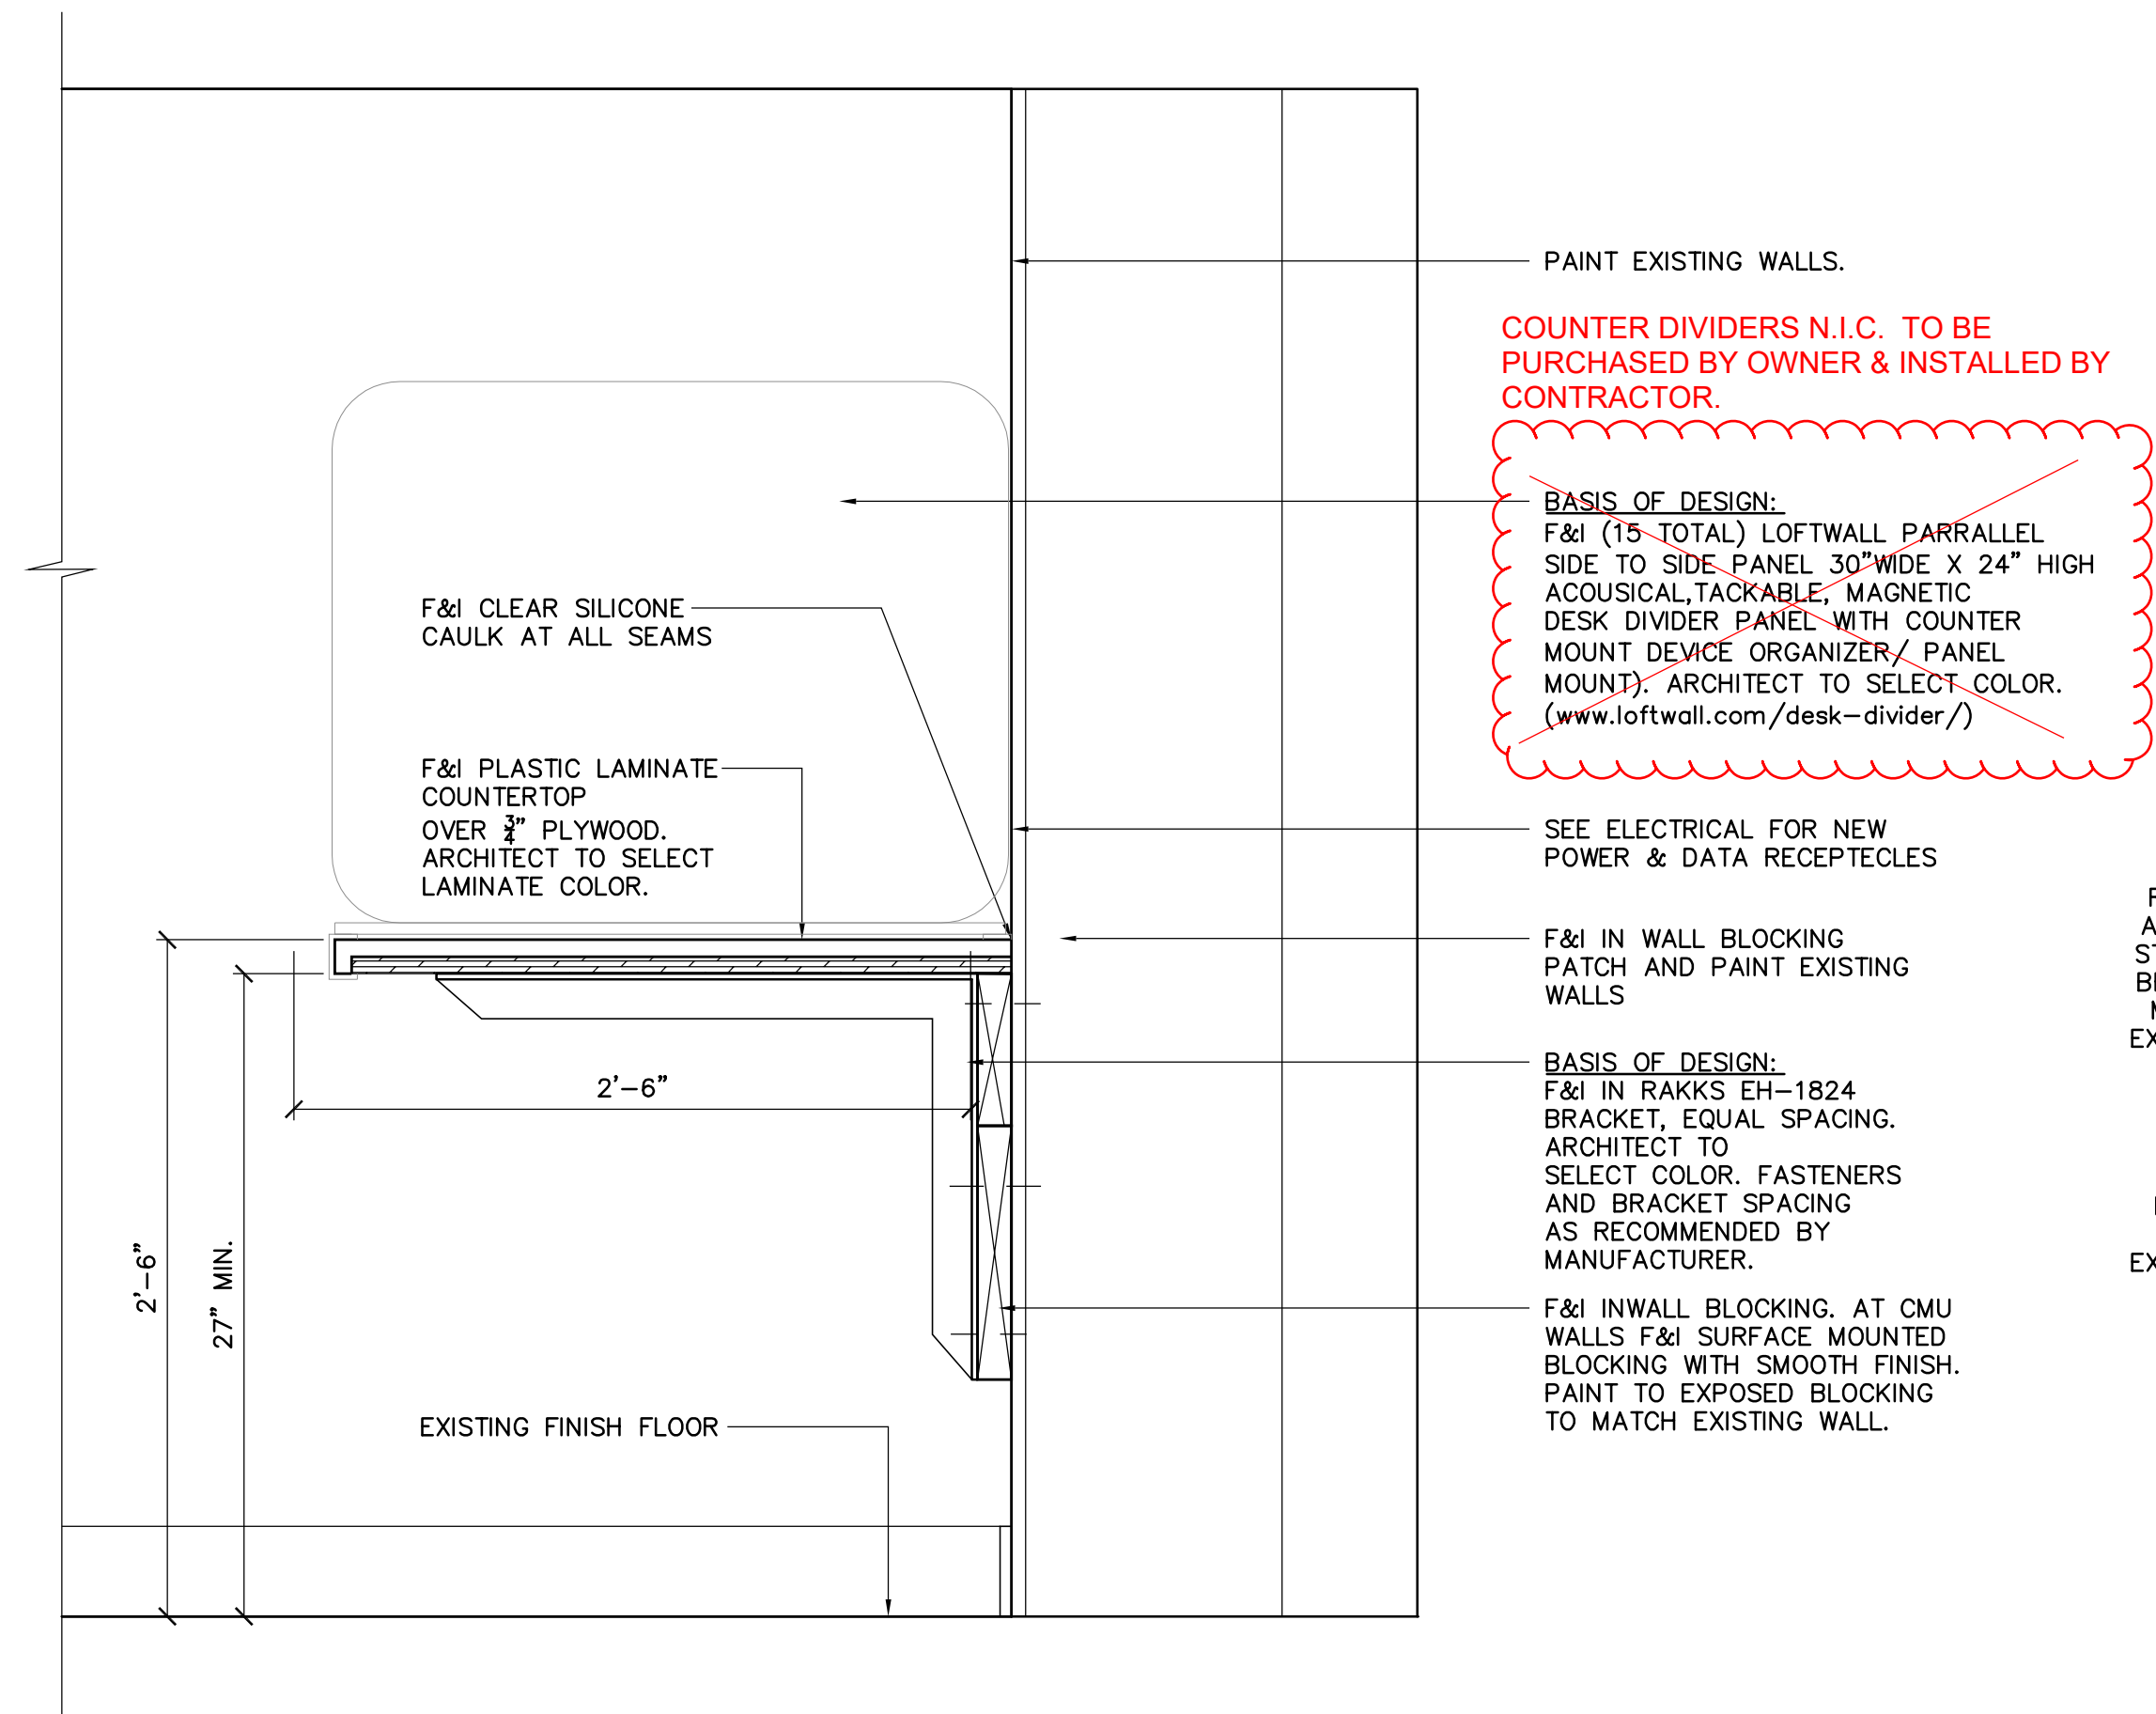 PAINT EXISTING WALLS.
COUNTER DIVIDERS N.I.C. TO BE
PURCHASED BY OWNER & INSTALLED BY
CONTRACTOR.
BASIS OF DESIGN:
F&I (15 TOTAL) LOFTWALL PARRALLEL
SIDE TO SIDE PANEL 30"WIDE X 24" HIGH
ACOUSICAL,TACKABLE, MAGNETIC
DESK DIVIDER PANEL WITH COUNTER
MOUNT DEVICE ORGANIZER/ PANEL
MOUNT). ARCHITECT TO SELECT COLOR.
(www.loftwall.com/desk-divider/)
F&I CLEAR SILICONE
CAULK AT ALL SEAMS
F&I PLASTIC LAMINATE
COUNTERTOP
OVER 3/4" PLYWOOD.
ARCHITECT TO SELECT
LAMINATE COLOR.
SEE ELECTRICAL FOR NEW
POWER & DATA RECEPTECLES
F&I IN WALL BLOCKING
PATCH AND PAINT EXISTING
WALLS
2'-6"
BASIS OF DESIGN:
F&I IN RAKKS EH-1824
BRACKET, EQUAL SPACING.
ARCHITECT TO
SELECT COLOR. FASTENERS
AND BRACKET SPACING
AS RECOMMENDED BY
MANUFACTURER.
2'-6"
27" MIN.
F&I INWALL BLOCKING. AT CMU
WALLS F&I SURFACE MOUNTED
BLOCKING WITH SMOOTH FINISH.
PAINT TO EXPOSED BLOCKING
TO MATCH EXISTING WALL.
EXISTING FINISH FLOOR